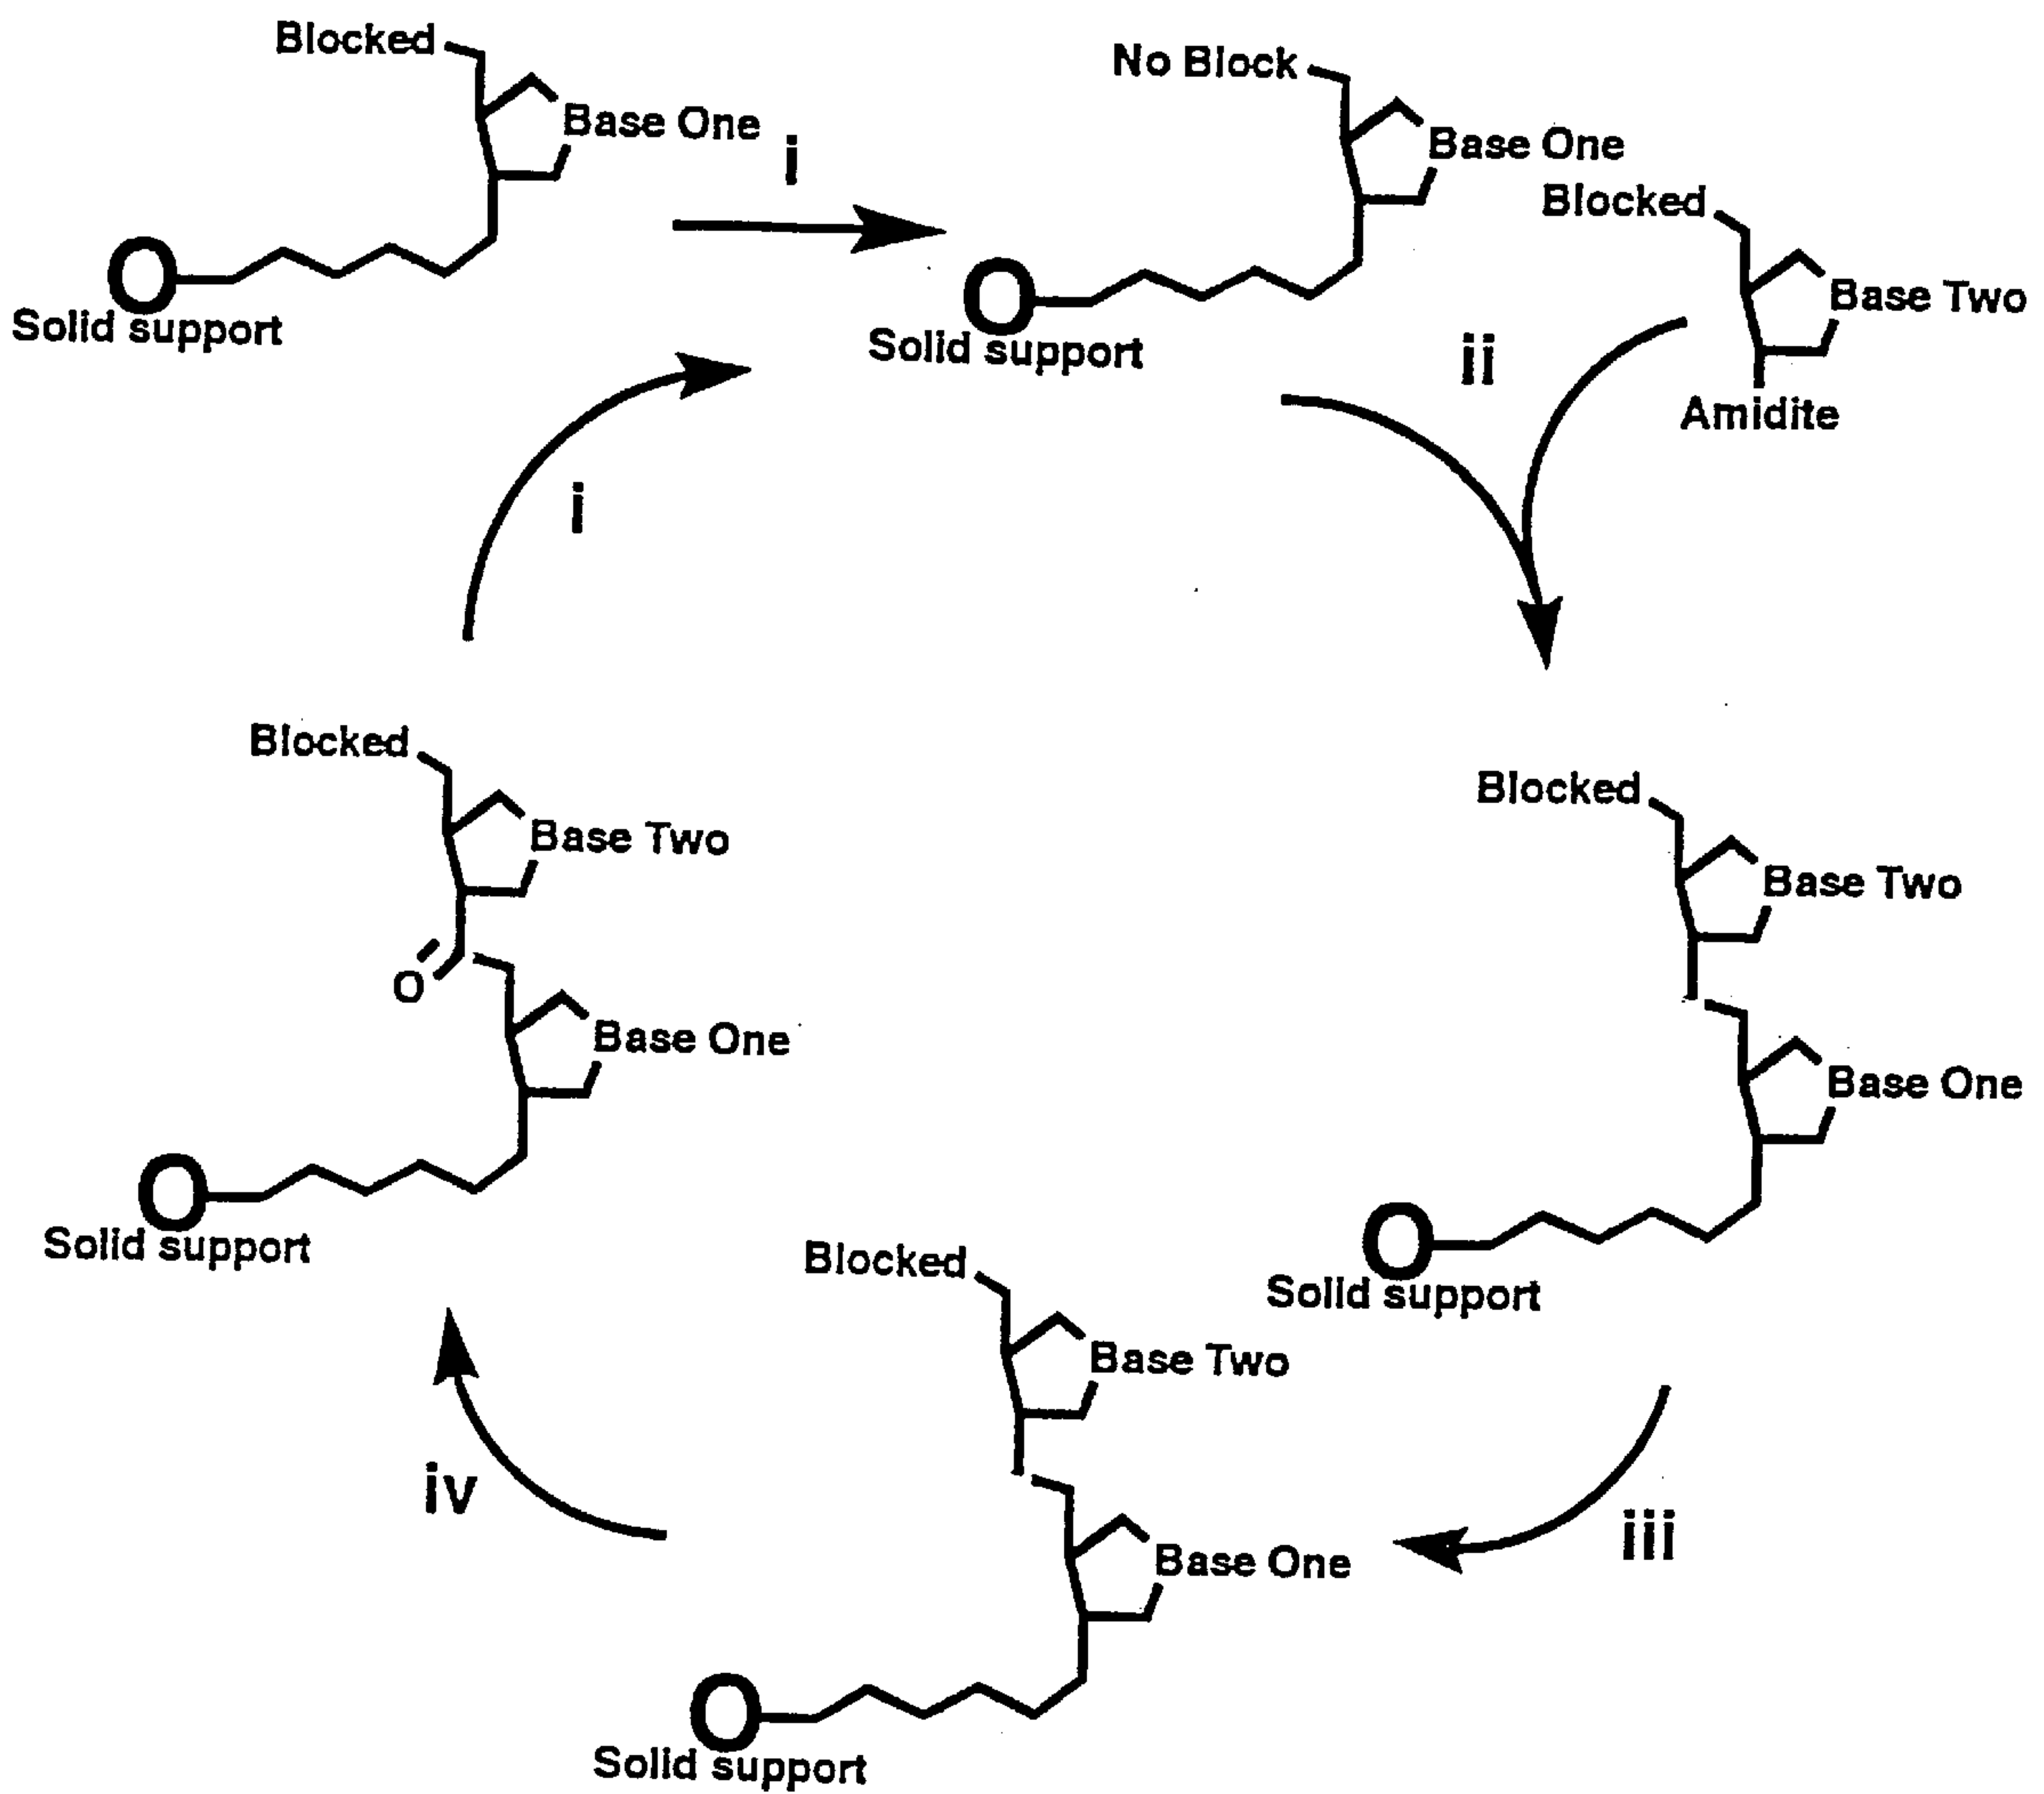 Blocked
Base One
O
Solid support
i
No Block
Base One
O
Solid support
Blocked
Base Two
Amidite
ii
i
Blocked
Base Two
O
Base One
O
Solid support
Blocked
Base Two
Base One
O
Solid support
Blocked
Base Two
Base One
O
Solid support
iv
iii